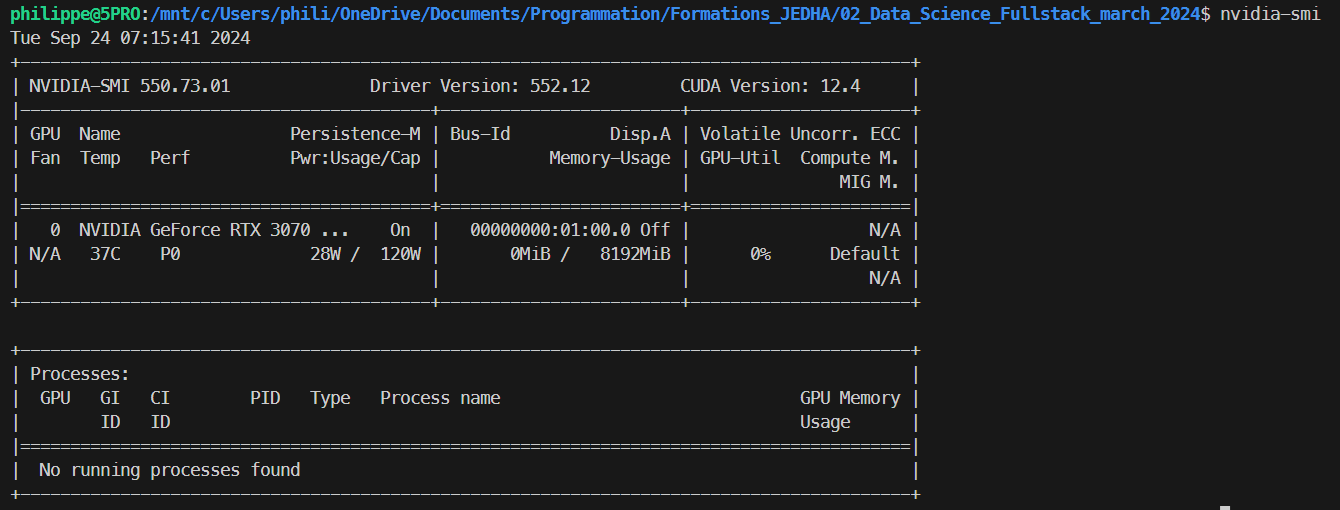 philippe@5PRO:/mnt/c/Users/phili/OneDrive/Documents/Programmation/Formations_JEDHA/02_Data_Science_Fullstack_march_2024$ nvidia-smi
Tue Sep 24 07:15:41 2024
+-----------------------------------------------------------------------------------------+
| NVIDIA-SMI 550.73.01              Driver Version: 552.12         CUDA Version: 12.4     |
|-----------------------------------------+------------------------+----------------------+
| GPU  Name                 Persistence-M | Bus-Id          Disp.A | Volatile Uncorr. ECC |
| Fan  Temp   Perf          Pwr:Usage/Cap |           Memory-Usage | GPU-Util  Compute M. |
|                                         |                        |               MIG M. |
|=========================================+========================+======================|
|   0  NVIDIA GeForce RTX 3070 ...    On  |   00000000:01:00.0 Off |                  N/A |
| N/A   37C    P0              28W /  120W |       0MiB /   8192MiB |      0%      Default |
|                                         |                        |                  N/A |
+-----------------------------------------+------------------------+----------------------+
+-----------------------------------------------------------------------------------------+
| Processes:                                                                              |
|  GPU   GI   CI        PID   Type   Process name                              GPU Memory |
|        ID   ID                                                               Usage      |
|=========================================================================================|
|  No running processes found                                                             |
+-----------------------------------------------------------------------------------------+